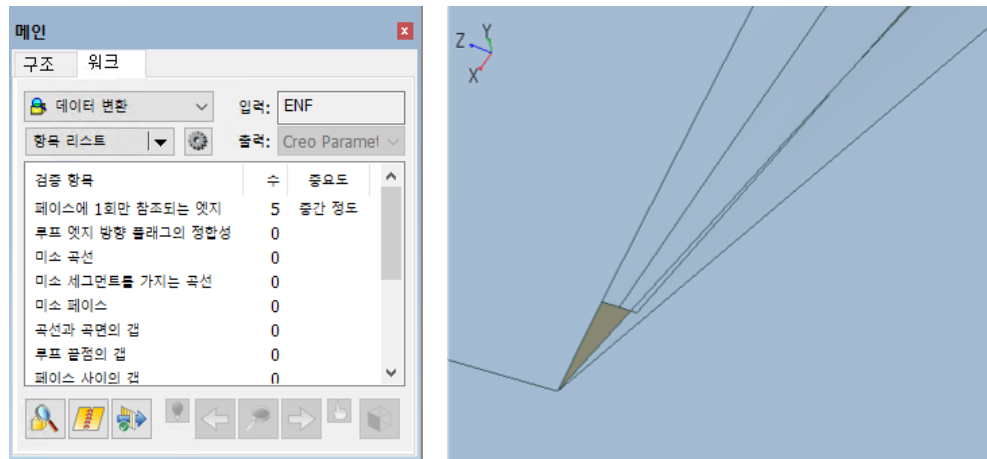 메인
구조 워크
데이터 변환 입력: ENF
항목 리스트 출력: Creo Paramet
검증 항목 수 중요도
페이스에 1회만 참조되는 엣지 5 중간 정도
루프 엣지 방향 플래그의 정합성 0
미소 곡선 0
미소 세그먼트를 가지는 곡선 0
미소 페이스 0
곡선과 곡면의 갭 0
루프 끝점의 갭 0
페이스 사이의 갭 0
Z Y
X